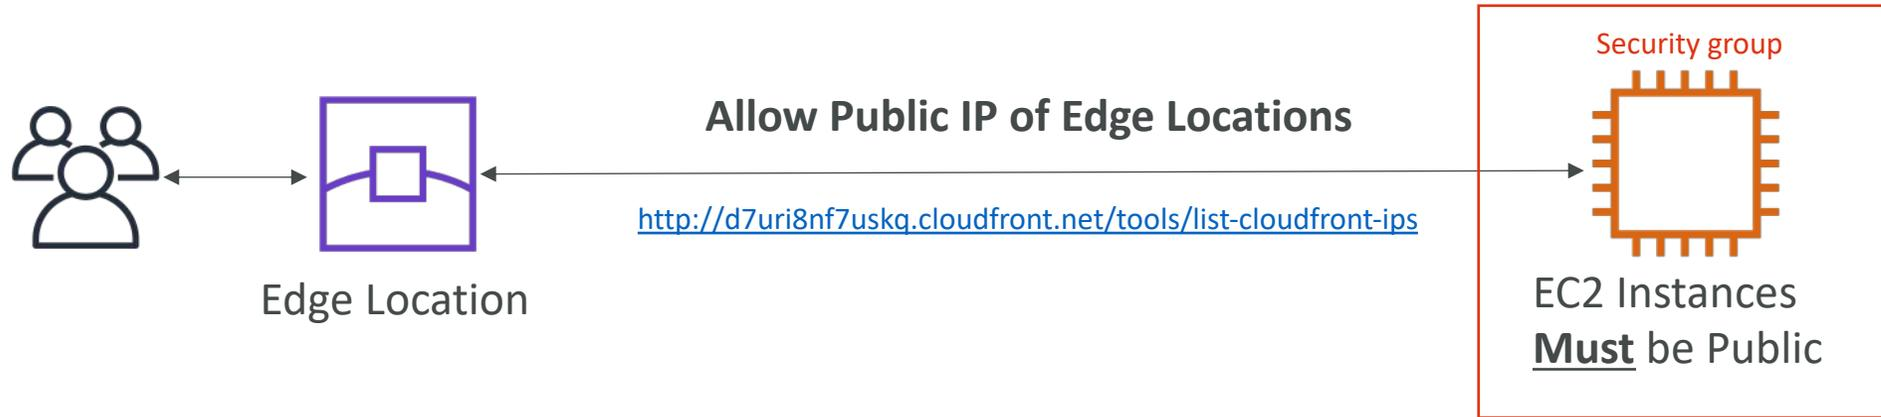 Security group
Allow Public IP of Edge Locations
http://d7uri8nf7uskq.cloudfront.net/tools/list-cloudfront-ips
Edge Location
EC2 Instances
Must be Public